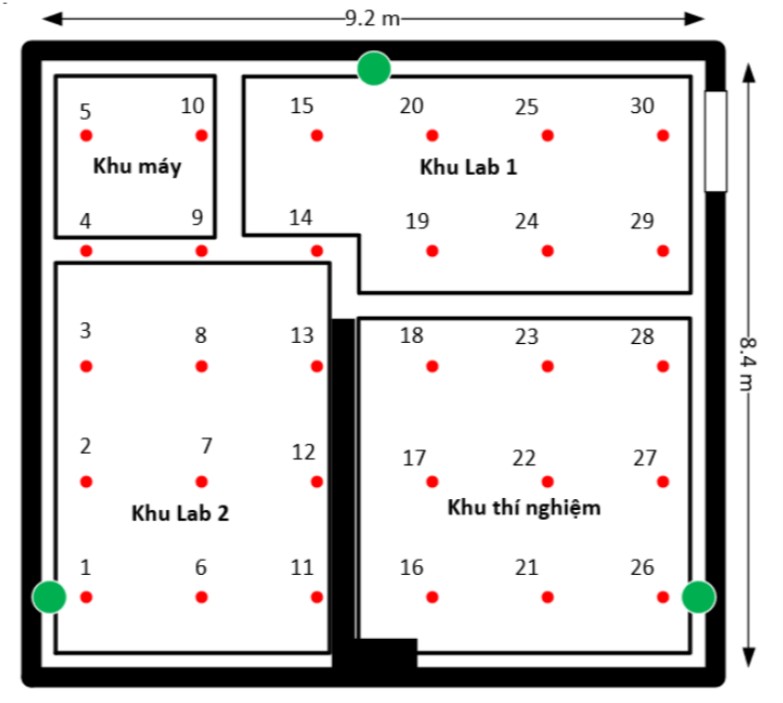 9.2 m
5 10 15 20 25 30
Khu máy Khu Lab 1
4 9 14 19 24 29
8.4 m
3 8 13 18 23 28
2 7 12 17 22 27
Khu Lab 2 Khu thí nghiệm
1 6 11 16 21 26